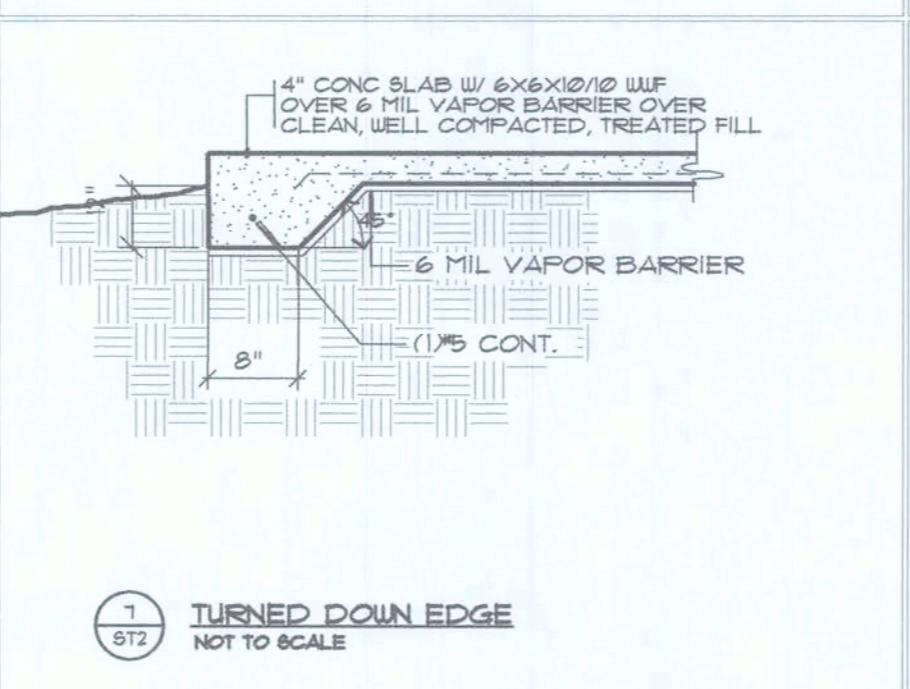 4" CONC SLAB W/ 6X6X10/10 WWF
OVER 6 MIL VAPOR BARRIER OVER
CLEAN, WELL COMPACTED, TREATED FILL
45°
6 MIL VAPOR BARRIER
(1)#5 CONT.
8"
7
ST2
TURNED DOWN EDGE
NOT TO SCALE